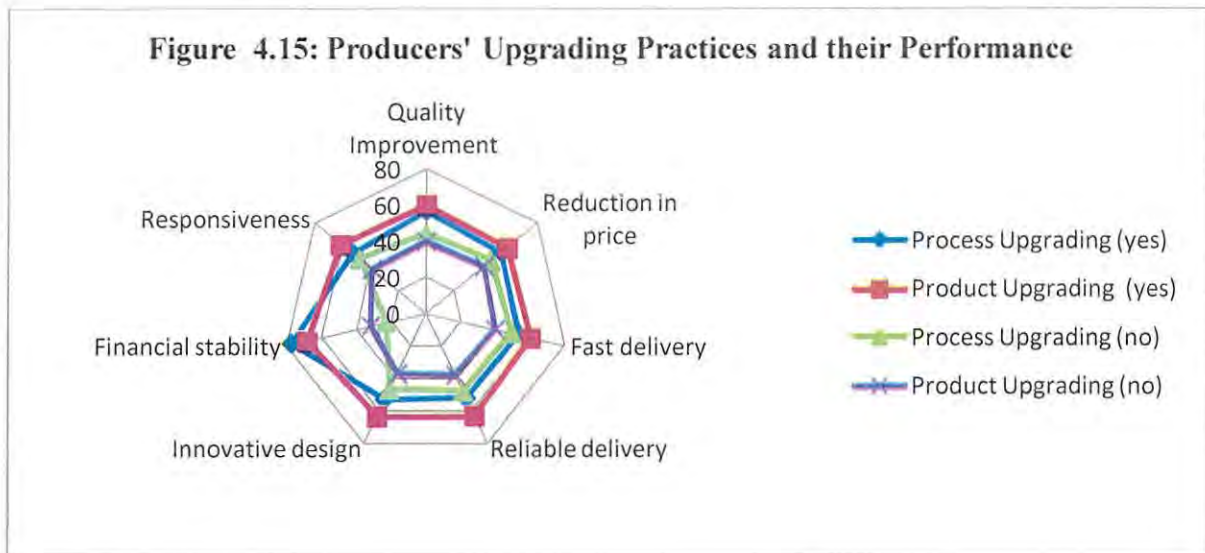 Figure 4.15: Producers' Upgrading Practices and their Performance
Quality
Improvement
80
60
40
20
0
Reduction in
price
Fast delivery
Reliable delivery
Innovative design
Financial stability
Responsiveness
Process Upgrading (yes)
Product Upgrading (yes)
Process Upgrading (no)
Product Upgrading (no)